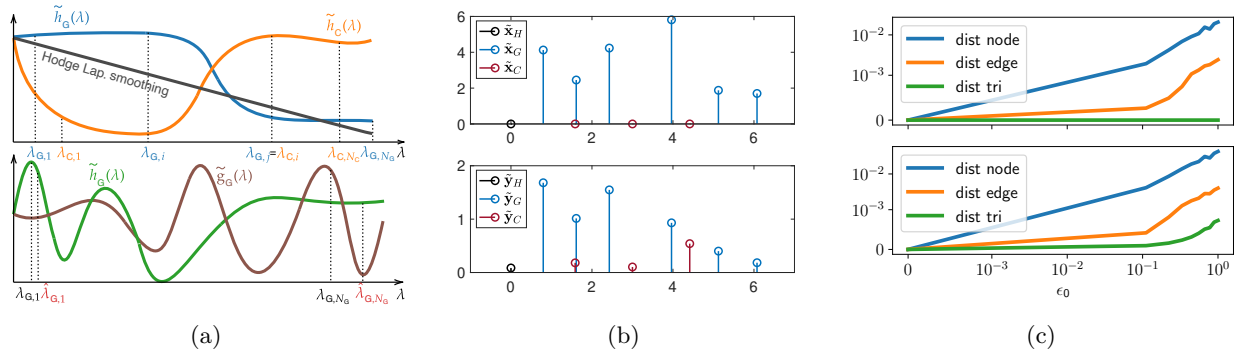 h̃_G(λ)
h̃_C(λ)
Hodge Lap. smoothing
λ_G,1 λ_C,1 λ_G,i λ_G,j=λ_C,i λ_C,N_C λ_G,N_G λ
h̃_G(λ)
g̃_G(λ)
λ_G,1 λ̂_G,1 λ_G,N_G λ̂_G,N_G λ
(a)
6
4
2
0
x̃_H
x̃_G
x̃_C
0 2 4 6
2
1
0
ỹ_H
ỹ_G
ỹ_C
0 2 4 6
(b)
10⁻²
10⁻³
0
dist node
dist edge
dist tri
10⁻²
10⁻³
0
dist node
dist edge
dist tri
0 10⁻³ 10⁻² 10⁻¹ 10⁰
ϵ₀
(c)